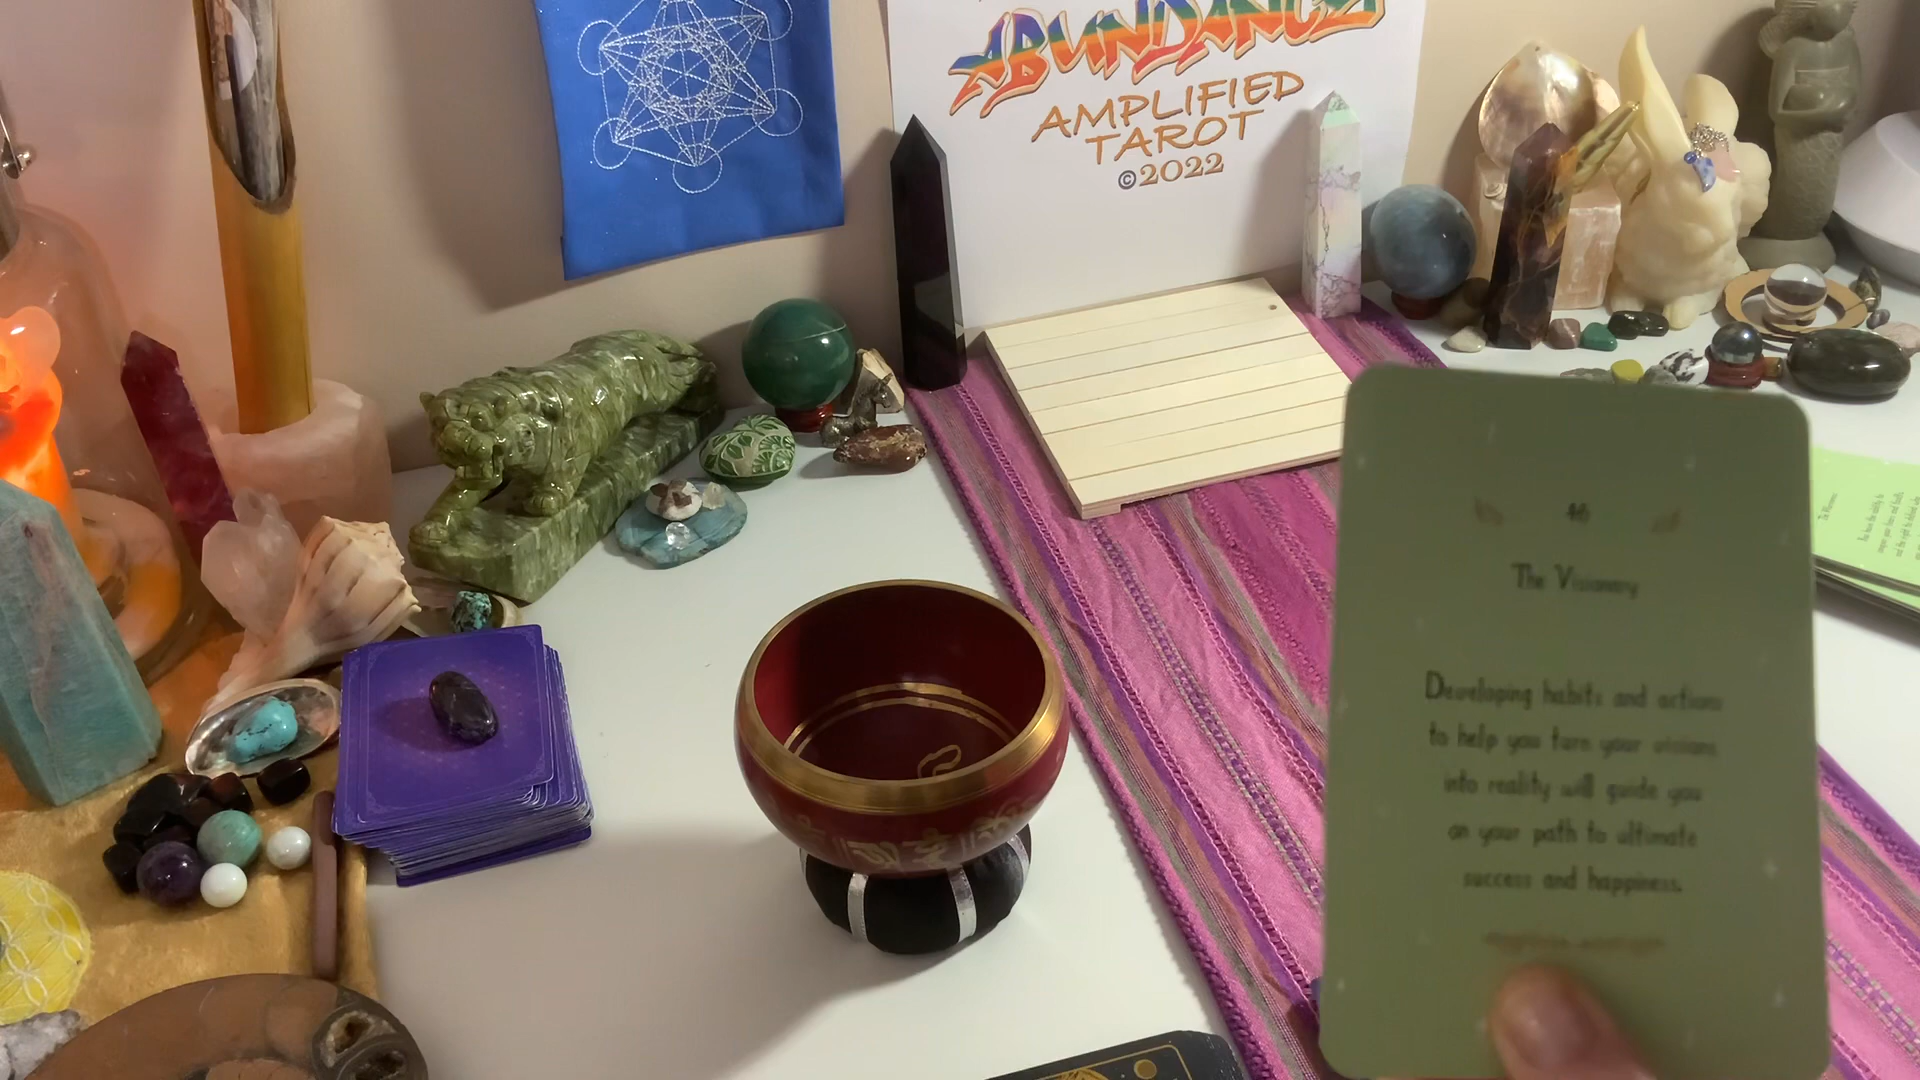 ABUNDANCE
AMPLIFIED
TAROT
©2022
46
The Visionary
Developing habits and actions
to help you turn your visions
into reality will guide you
on your path to ultimate
success and happiness.